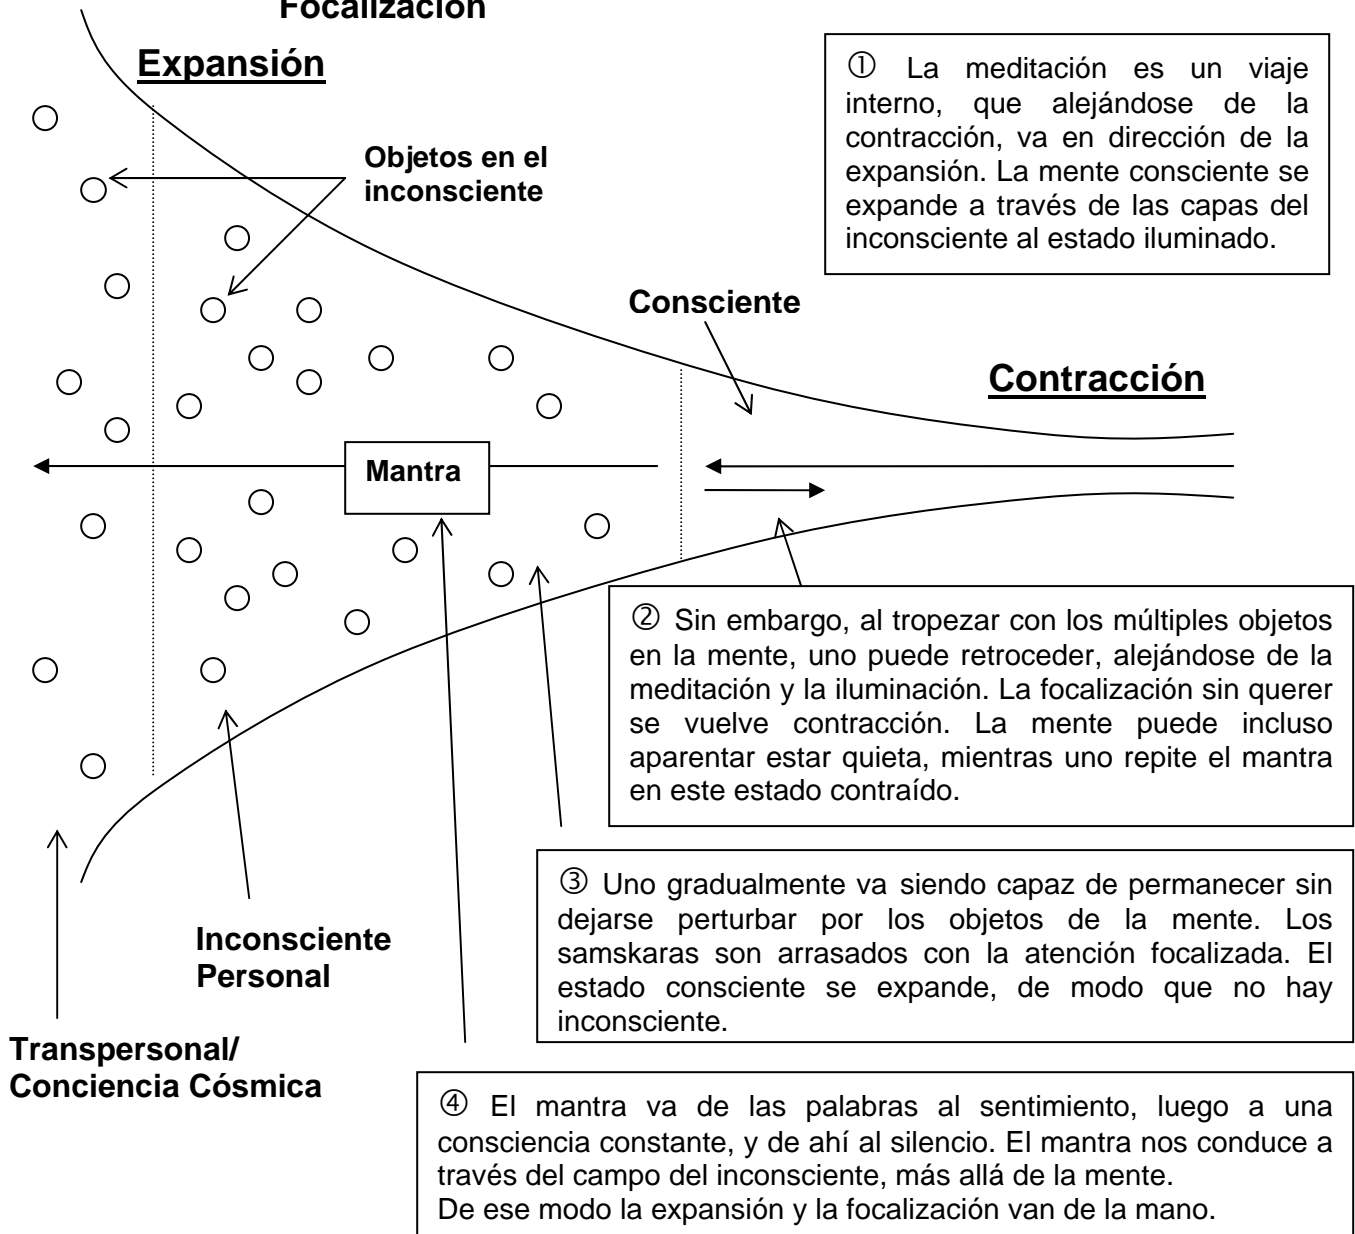 Focalización
Expansión
① La meditación es un viaje
interno, que alejándose de la
contracción, va en dirección de la
expansión. La mente consciente se
expande a través de las capas del
inconsciente al estado iluminado.
Objetos en el
inconsciente
Consciente
Contracción
Mantra
② Sin embargo, al tropezar con los múltiples objetos
en la mente, uno puede retroceder, alejándose de la
meditación y la iluminación. La focalización sin querer
se vuelve contracción. La mente puede incluso
aparentar estar quieta, mientras uno repite el mantra
en este estado contraído.
③ Uno gradualmente va siendo capaz de permanecer sin
dejarse perturbar por los objetos de la mente. Los
samskaras son arrasados con la atención focalizada. El
estado consciente se expande, de modo que no hay
inconsciente.
Inconsciente
Personal
Transpersonal/
Conciencia Cósmica
④ El mantra va de las palabras al sentimiento, luego a una
consciencia constante, y de ahí al silencio. El mantra nos conduce a
través del campo del inconsciente, más allá de la mente.
De ese modo la expansión y la focalización van de la mano.